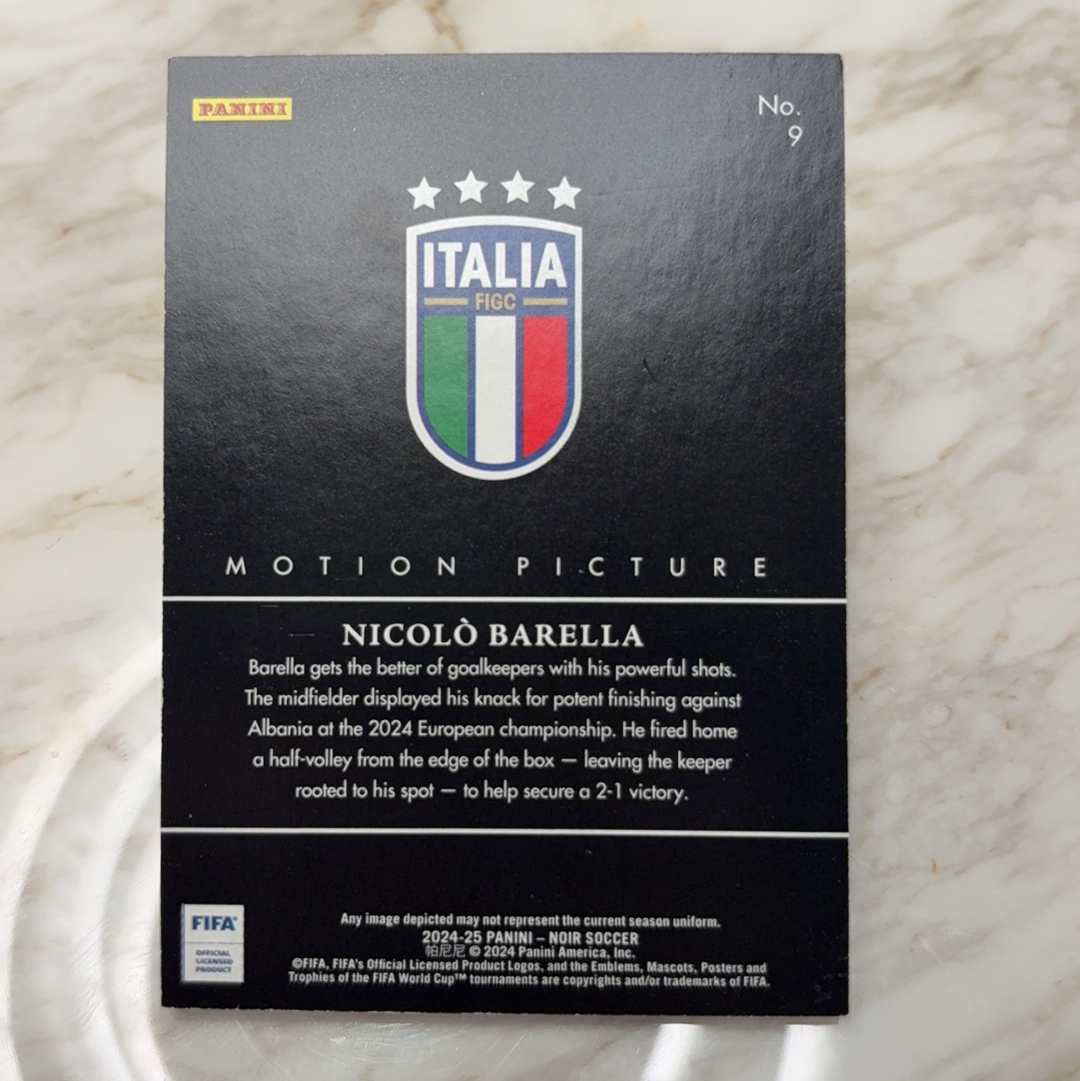 PANINI
No.
9
ITALIA
FIGC
MOTION PICTURE
NICOLÒ BARELLA
Barella gets the better of goalkeepers with his powerful shots.
The midfielder displayed his knack for potent finishing against
Albania at the 2024 European championship. He fired home
a half-volley from the edge of the box — leaving the keeper
rooted to his spot — to help secure a 2-1 victory.
FIFA®
OFFICIAL
LICENSED
PRODUCT
Any image depicted may not represent the current season uniform.
2024-25 PANINI – NOIR SOCCER
帕尼尼 © 2024 Panini America, Inc.
©FIFA, FIFA's Official Licensed Product Logos, and the Emblems, Mascots, Posters and
Trophies of the FIFA World Cup™ tournaments are copyrights and/or trademarks of FIFA.